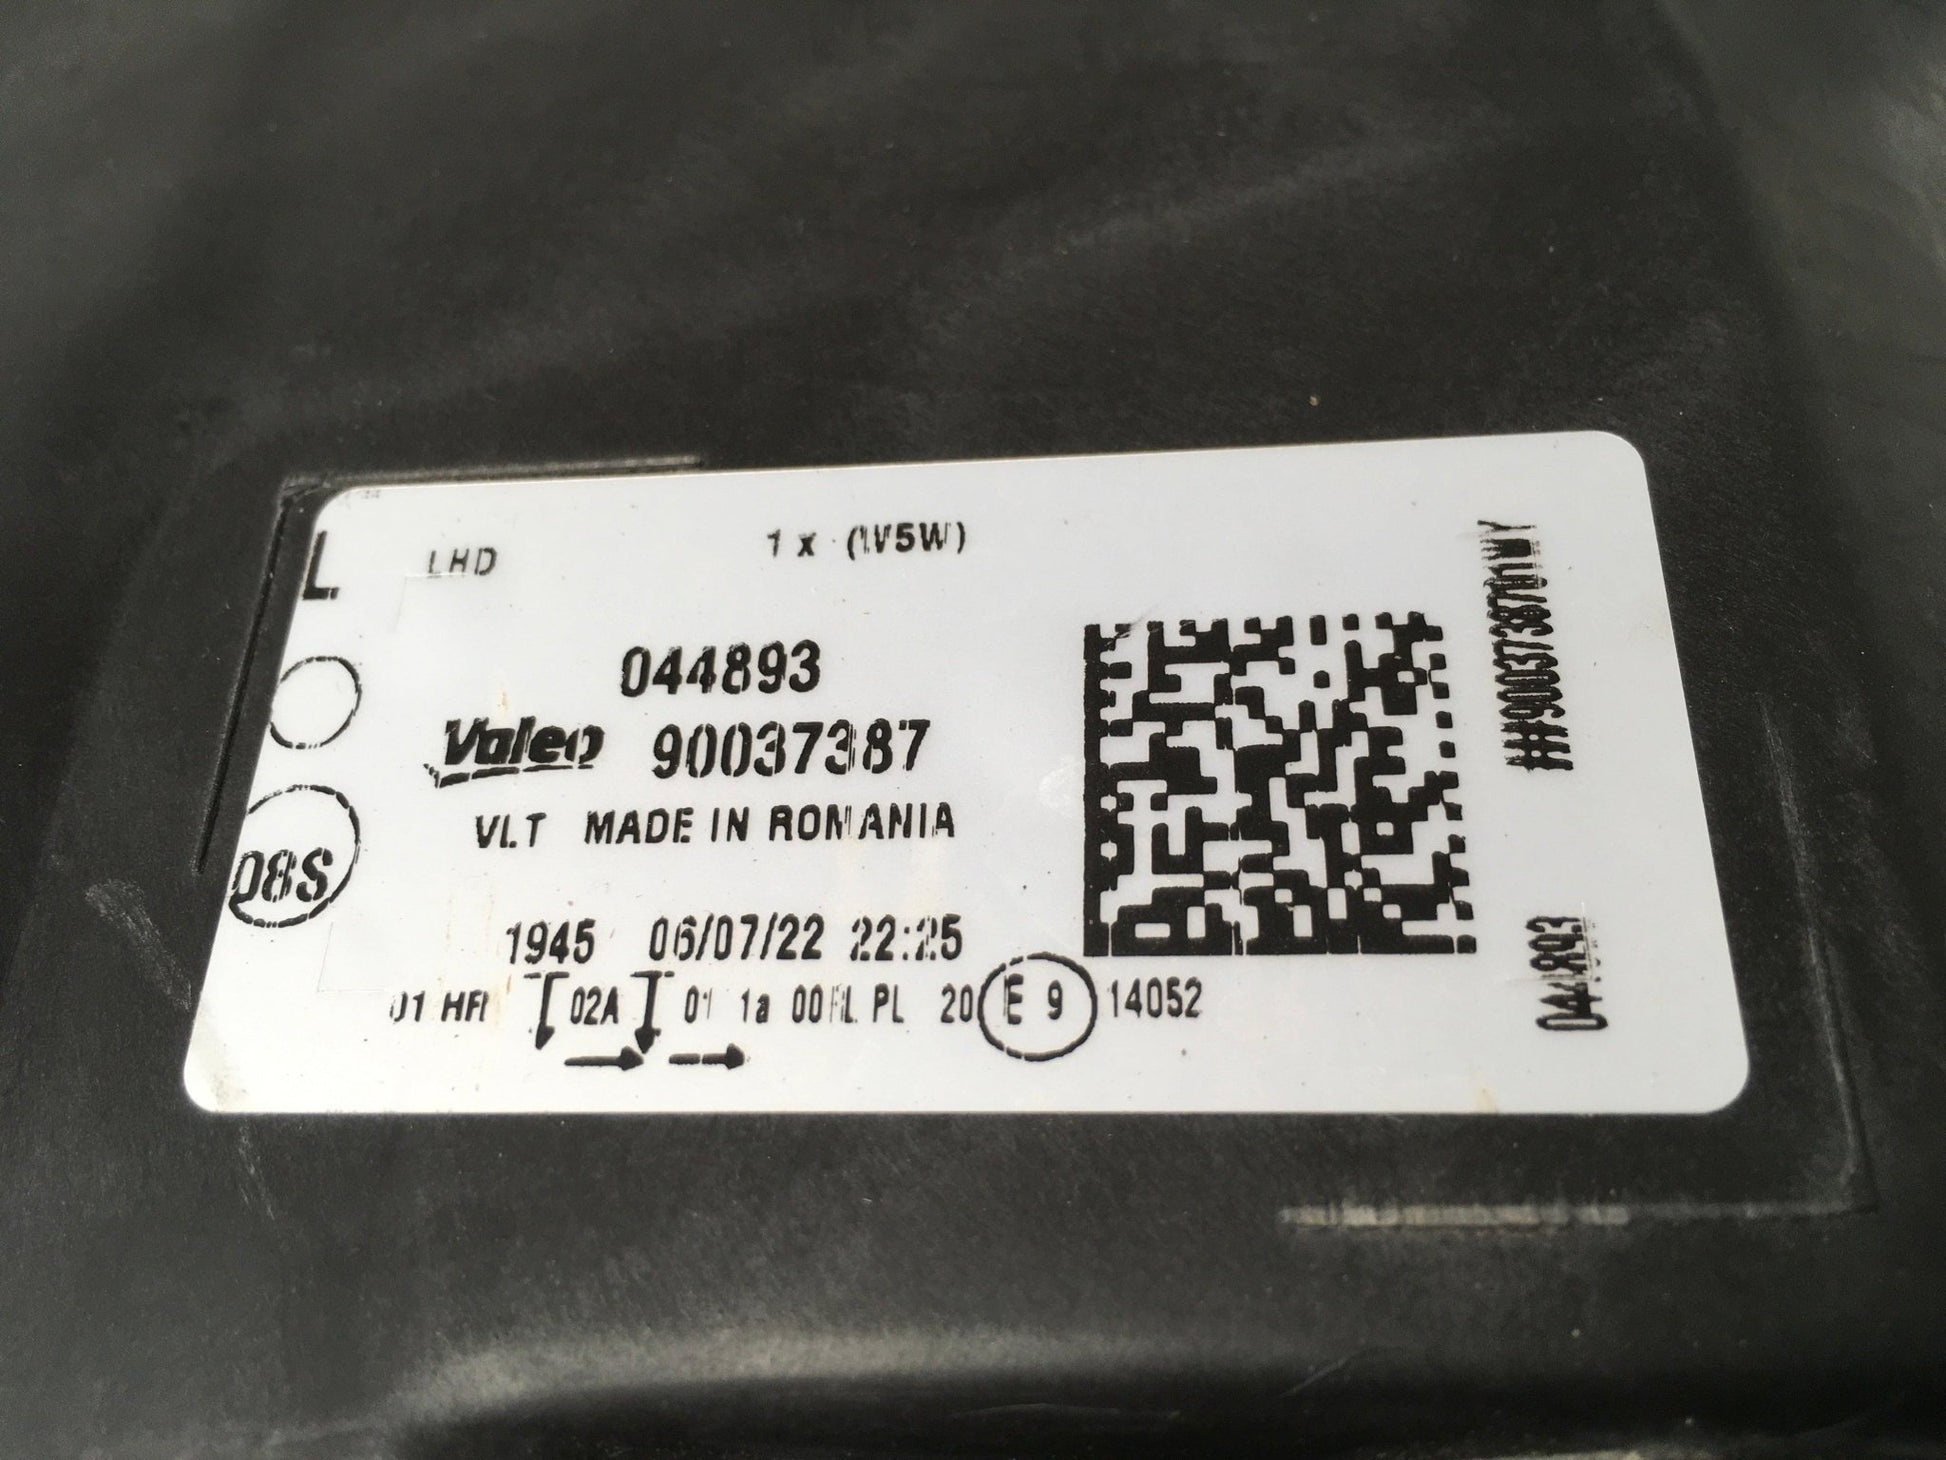 L
LHD 1 x (W5W)
044893
Valeo 90037387
VLT MADE IN ROMANIA
08S
1945 06/07/22 22:25
01 HR 02A 01 1a 00 RL PL 20 E 9 14052
044893